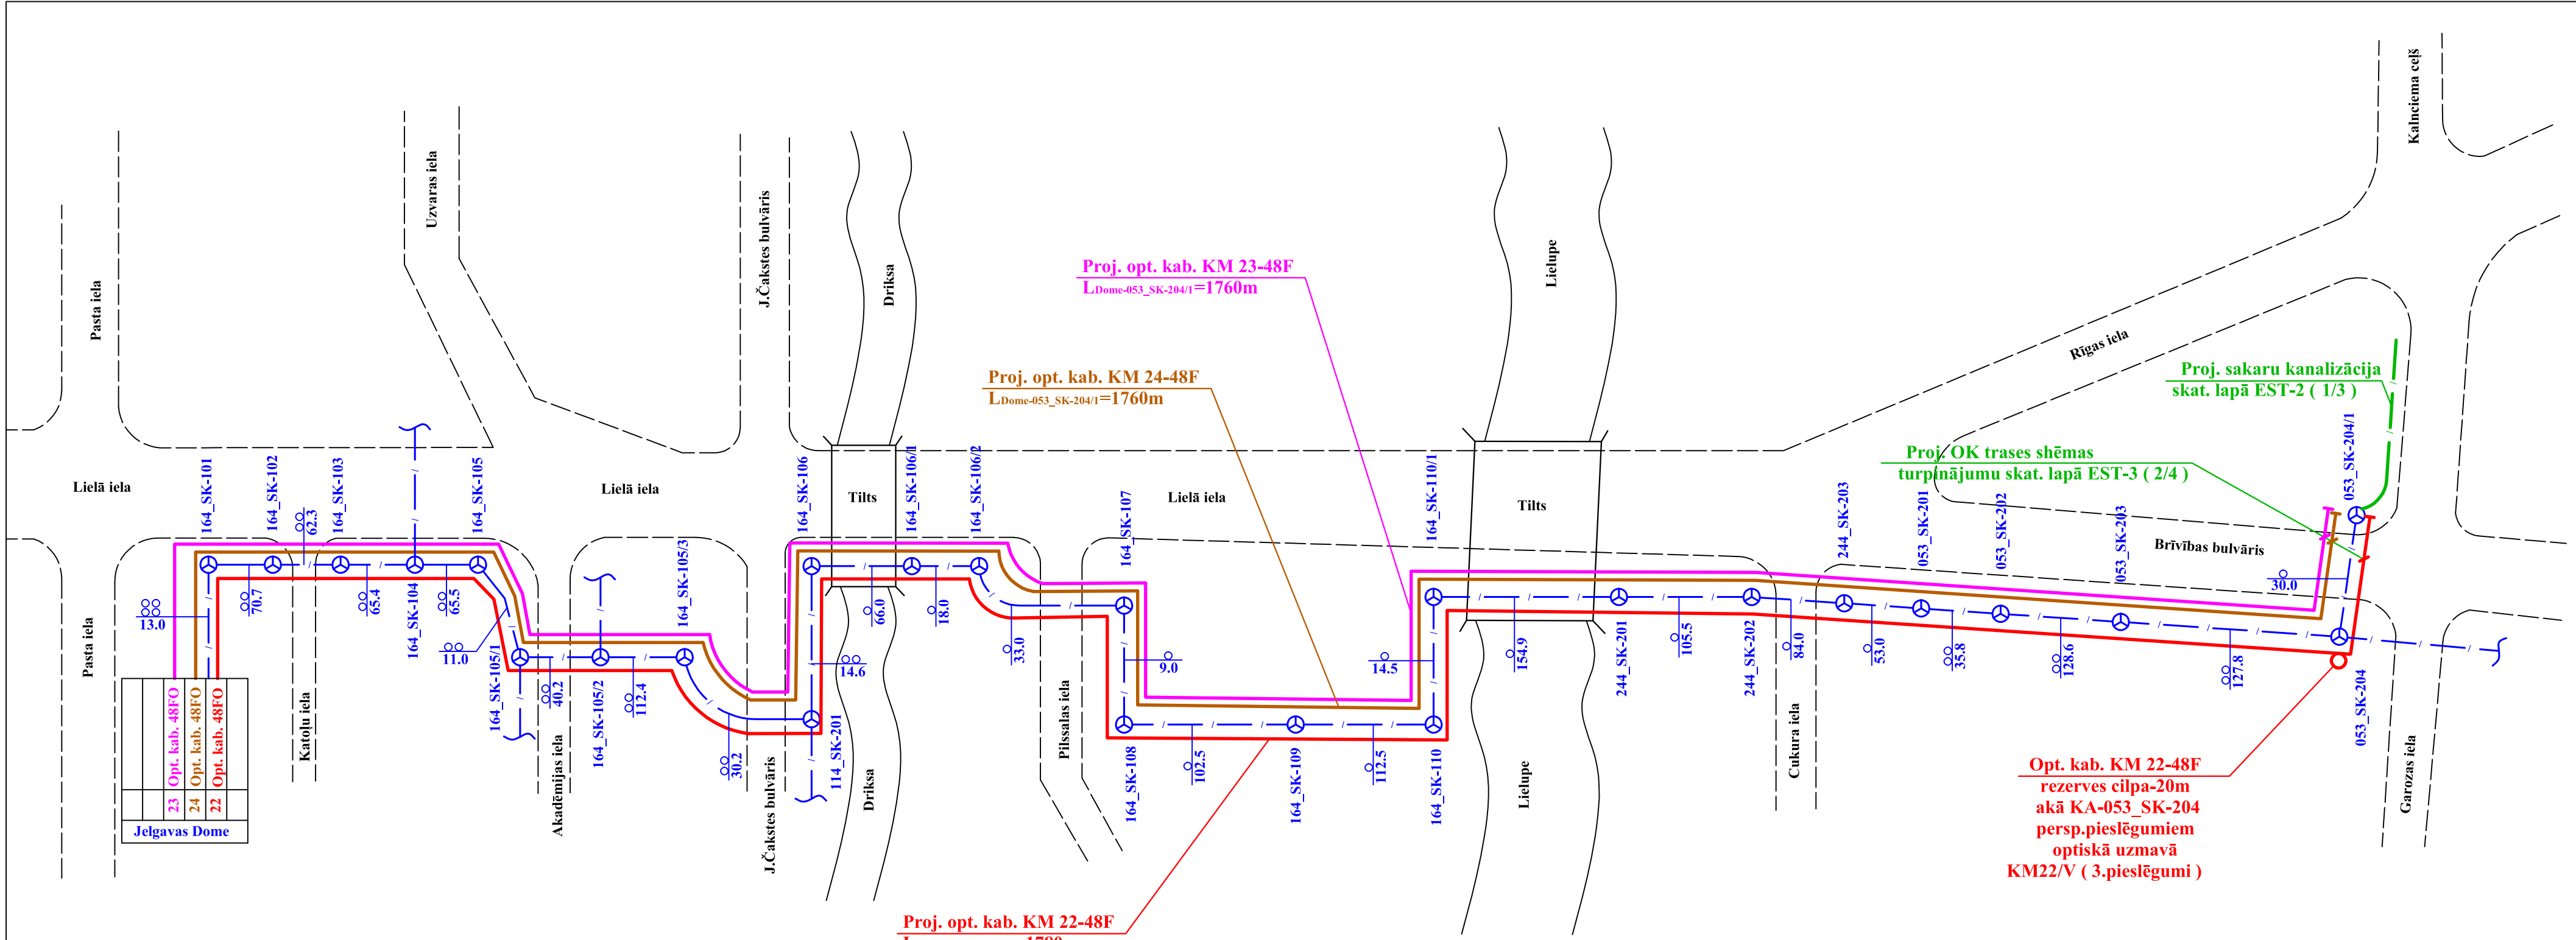 Kalnciema ceļš
Uzvaras iela
J.Čakstes bulvāris
Driksa
Lielupe
Pasta iela
Proj. opt. kab. KM 23-48F
LDome-053_SK-204/1=1760m
Rīgas iela
Proj. opt. kab. KM 24-48F
LDome-053_SK-204/1=1760m
Proj. sakaru kanalizācija
skat. lapā EST-2 ( 1/3 )
Proj. OK trases shēmas
turpinājumu skat. lapā EST-3 ( 2/4 )
Lielā iela
164_SK-101
164_SK-102
62.3
164_SK-103
164_SK-105
Lielā iela
164_SK-106
Tilts
164_SK-106/1
164_SK-106/2
164_SK-107
Lielā iela
164_SK-110/1
Tilts
244_SK-203
053_SK-201
053_SK-202
053_SK-203
Brīvības bulvāris
053_SK-204/1
30.0
13.0
70.7
65.4
164_SK-104
65.5
11.0
164_SK-105/1
40.2
164_SK-105/2
112.4
164_SK-105/3
30.2
14.6
114_SK-201
66.0
18.0
33.0
9.0
14.5
154.9
244_SK-201
105.5
244_SK-202
84.0
53.0
35.8
128.6
127.8
053_SK-204
Pasta iela
Katoļu iela
Akadēmijas iela
J.Čakstes bulvāris
Driksa
Pilssalas iela
164_SK-108
102.5
164_SK-109
112.5
164_SK-110
Lielupe
Cukura iela
Garozas iela
23 Opt. kab. 48FO
24 Opt. kab. 48FO
22 Opt. kab. 48FO
Jelgavas Dome
Opt. kab. KM 22-48F
rezerves cilpa-20m
akā KA-053_SK-204
persp.pieslēgumiem
optiskā uzmavā
KM22/V ( 3.pieslēgumi )
Proj. opt. kab. KM 22-48F